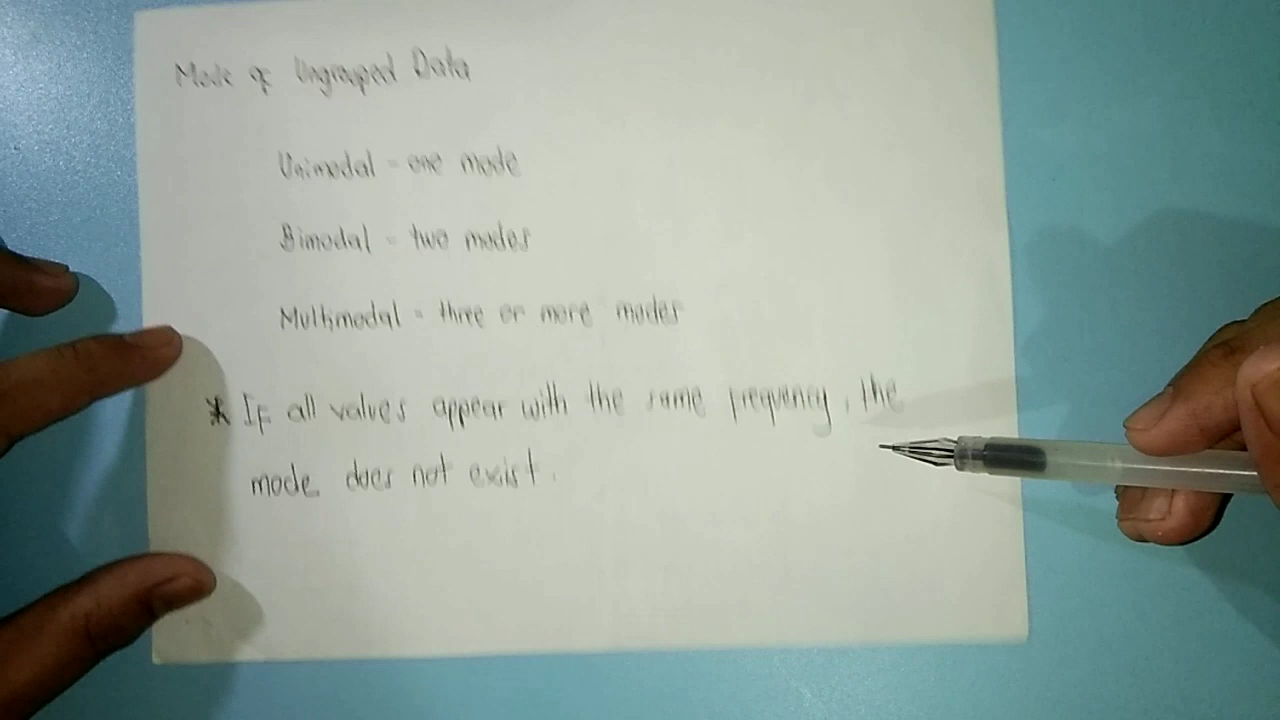 Mode of Ungrouped Data
Unimodal = one mode
Bimodal = two modes
Multimodal = three or more modes
* If all values appear with the same frequency, the
mode does not exist.